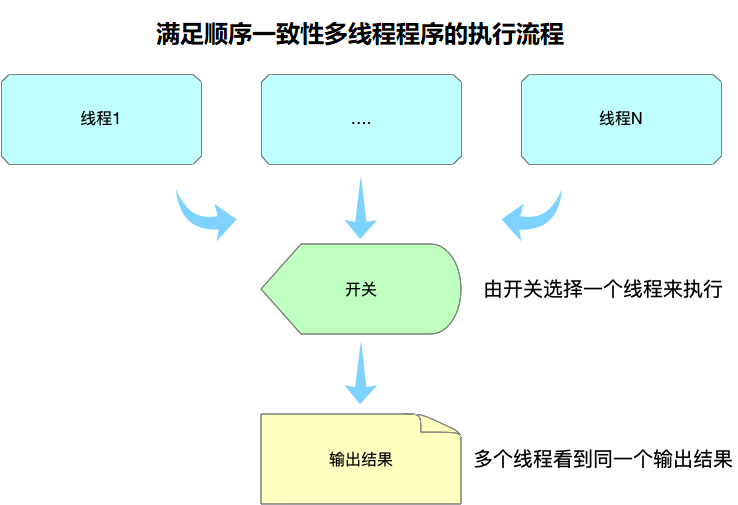 满足顺序一致性多线程程序的执行流程
线程1
....
线程N
开关
由开关选择一个线程来执行
输出结果
多个线程看到同一个输出结果